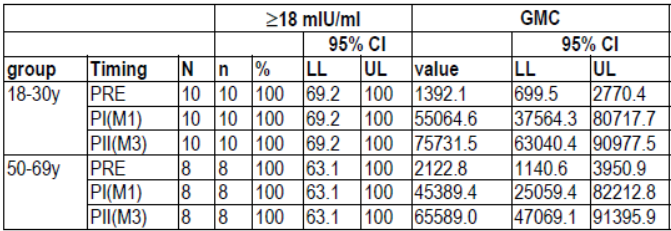 ≥18 mIU/ml GMC
95% CI 95% CI
group Timing N n % LL UL value LL UL
18-30y PRE 10 10 100 69.2 100 1392.1 699.5 2770.4
PI(M1) 10 10 100 69.2 100 55064.6 37564.3 80717.7
PII(M3) 10 10 100 69.2 100 75731.5 63040.4 90977.5
50-69y PRE 8 8 100 63.1 100 2122.8 1140.6 3950.9
PI(M1) 8 8 100 63.1 100 45389.4 25059.4 82212.8
PII(M3) 8 8 100 63.1 100 65589.0 47069.1 91395.9